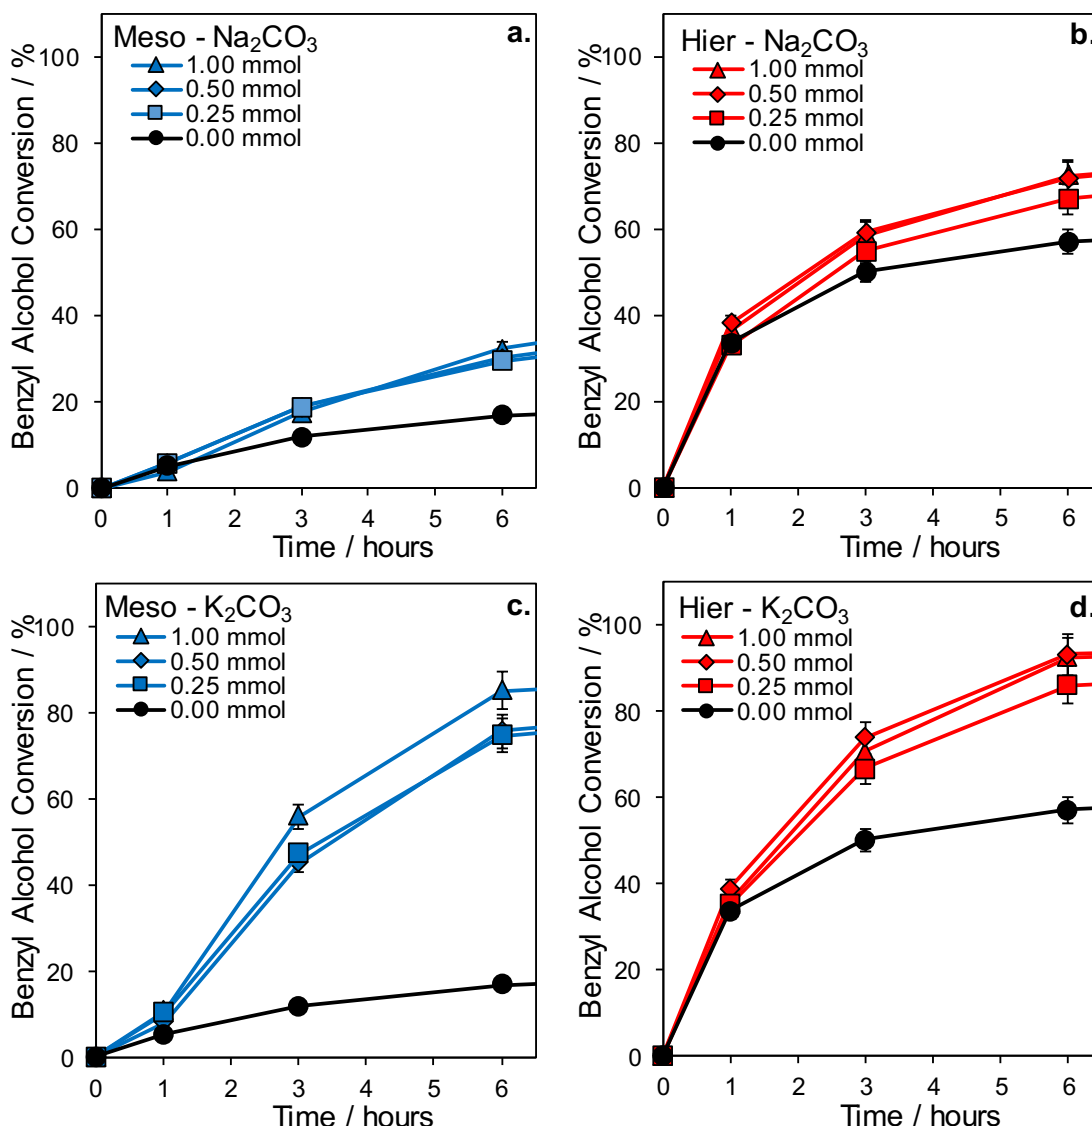 Meso - Na₂CO₃
a.
1.00 mmol
0.50 mmol
0.25 mmol
0.00 mmol
Benzyl Alcohol Conversion / %
100
80
60
40
20
0
0 1 2 3 4 5 6
Time / hours
Hier - Na₂CO₃
b.
1.00 mmol
0.50 mmol
0.25 mmol
0.00 mmol
Benzyl Alcohol Conversion / %
100
80
60
40
20
0
0 1 2 3 4 5 6
Time / hours
Meso - K₂CO₃
c.
1.00 mmol
0.50 mmol
0.25 mmol
0.00 mmol
Benzyl Alcohol Conversion / %
100
80
60
40
20
0
0 1 2 3 4 5 6
Time / hours
Hier - K₂CO₃
d.
1.00 mmol
0.50 mmol
0.25 mmol
0.00 mmol
Benzyl Alcohol Conversion / %
100
80
60
40
20
0
0 1 2 3 4 5 6
Time / hours